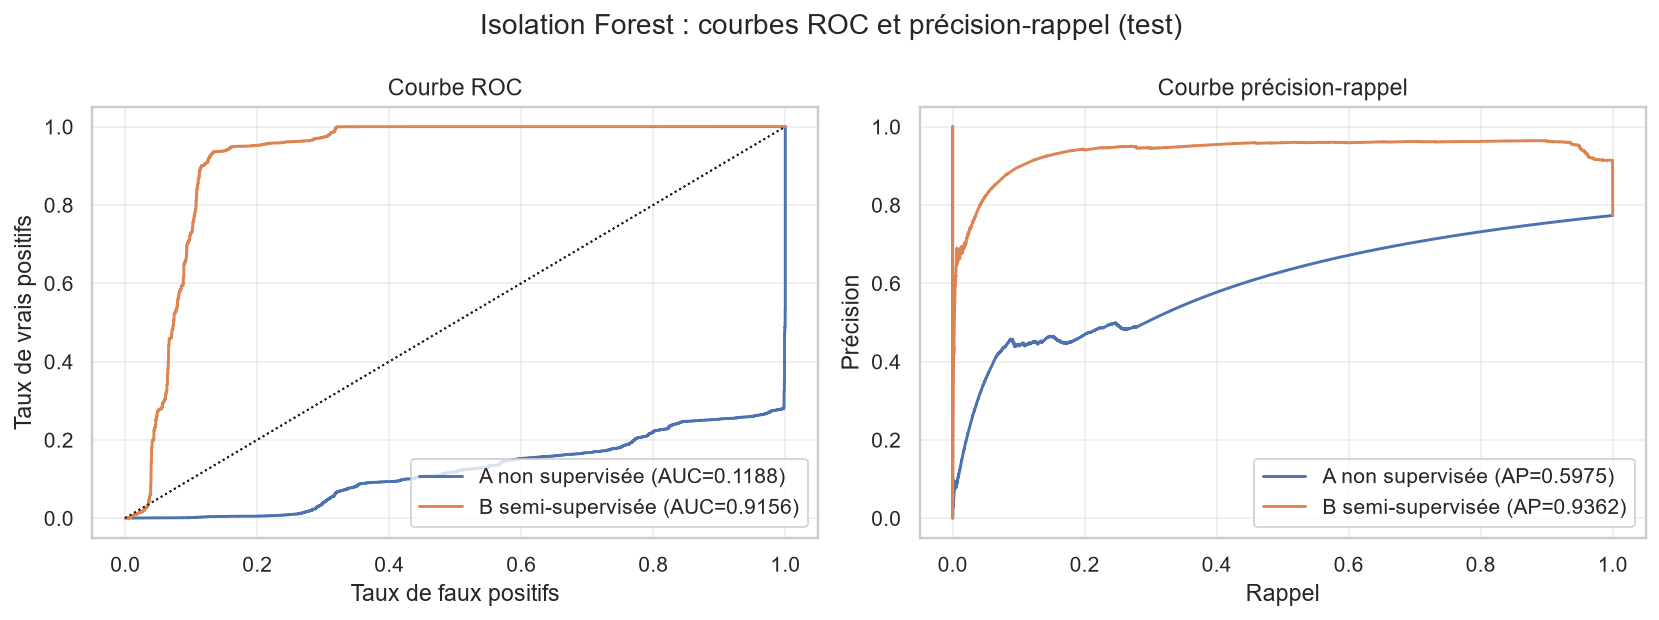 Isolation Forest : courbes ROC et précision-rappel (test)
Courbe ROC
1.0
0.8
0.6
0.4
0.2
0.0
Taux de vrais positifs
A non supervisée (AUC=0.1188)
B semi-supervisée (AUC=0.9156)
0.0 0.2 0.4 0.6 0.8 1.0
Taux de faux positifs
Courbe précision-rappel
1.0
0.8
0.6
0.4
0.2
0.0
Précision
A non supervisée (AP=0.5975)
B semi-supervisée (AP=0.9362)
0.0 0.2 0.4 0.6 0.8 1.0
Rappel